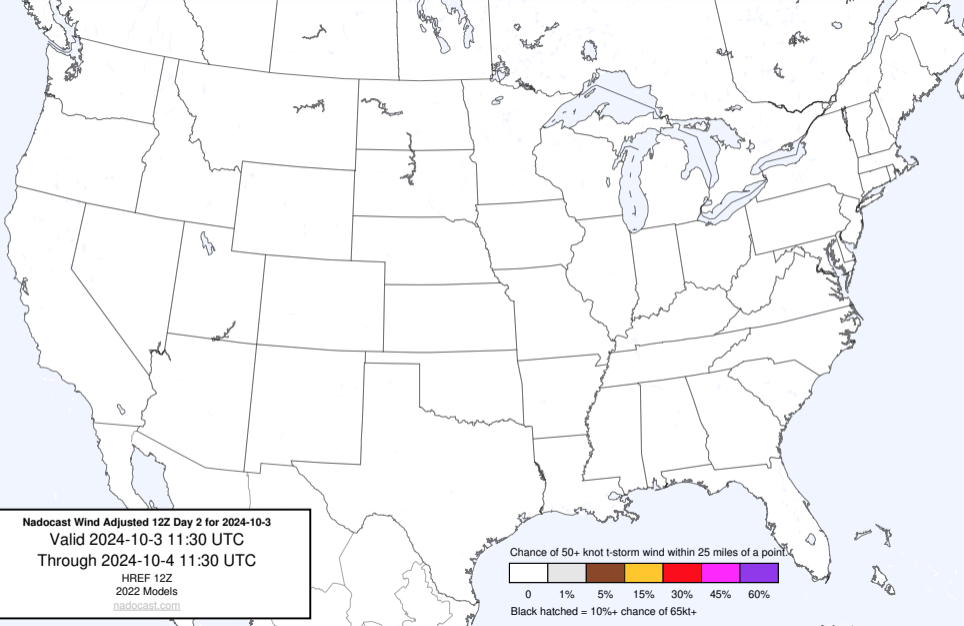 Nadocast Wind Adjusted 12Z Day 2 for 2024-10-3
Valid 2024-10-3 11:30 UTC
Through 2024-10-4 11:30 UTC
HREF 12Z
2022 Models
nadocast.com
Chance of 50+ knot t-storm wind within 25 miles of a point.
0 1% 5% 15% 30% 45% 60%
Black hatched = 10%+ chance of 65kt+